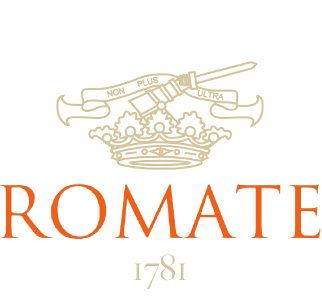 NON PLUS ULTRA
ROMATE
1781